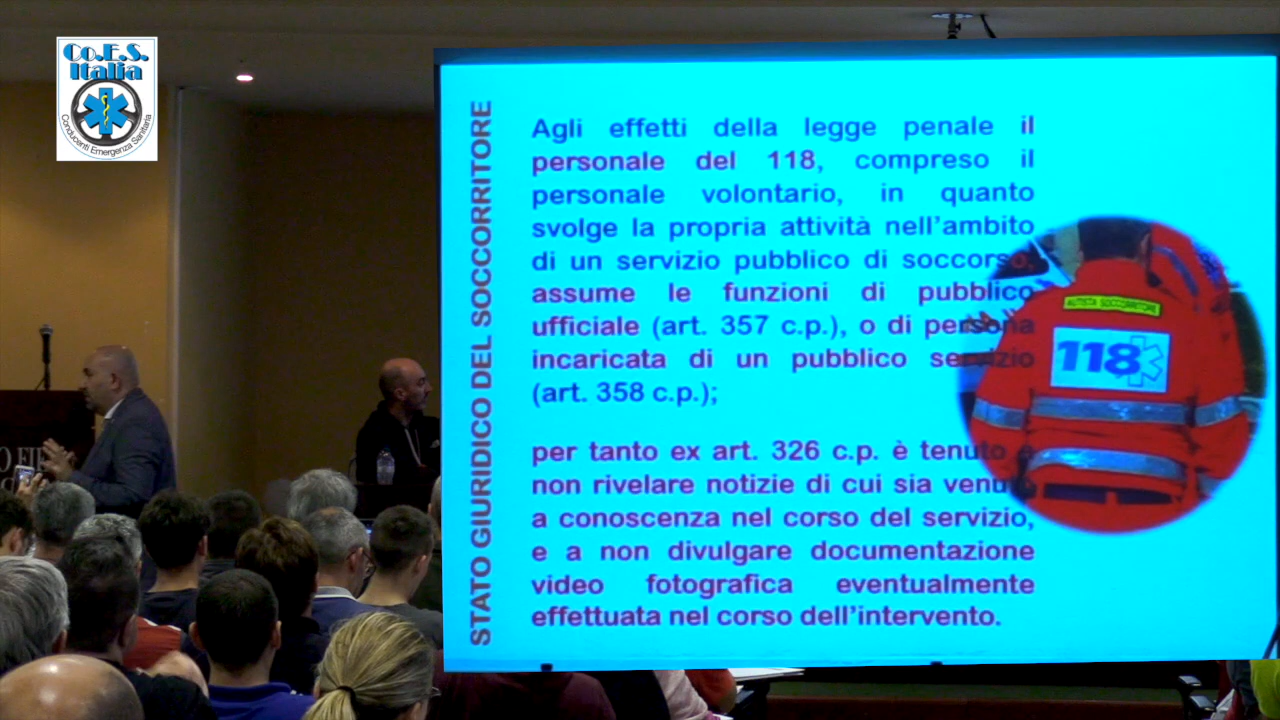 Co.E.S.
Italia
Conducenti Emergenza Sanitaria
STATO GIURIDICO DEL SOCCORRITORE
Agli effetti della legge penale il
personale del 118, compreso il
personale volontario, in quanto
svolge la propria attività nell'ambito
di un servizio pubblico di soccorso,
assume le funzioni di pubblico
ufficiale (art. 357 c.p.), o di persona
incaricata di un pubblico servizio
(art. 358 c.p.);
per tanto ex art. 326 c.p. è tenuto a
non rivelare notizie di cui sia venuto
a conoscenza nel corso del servizio,
e a non divulgare documentazione
video fotografica eventualmente
effettuata nel corso dell'intervento.
AUTISTA SOCCORRITORE
118